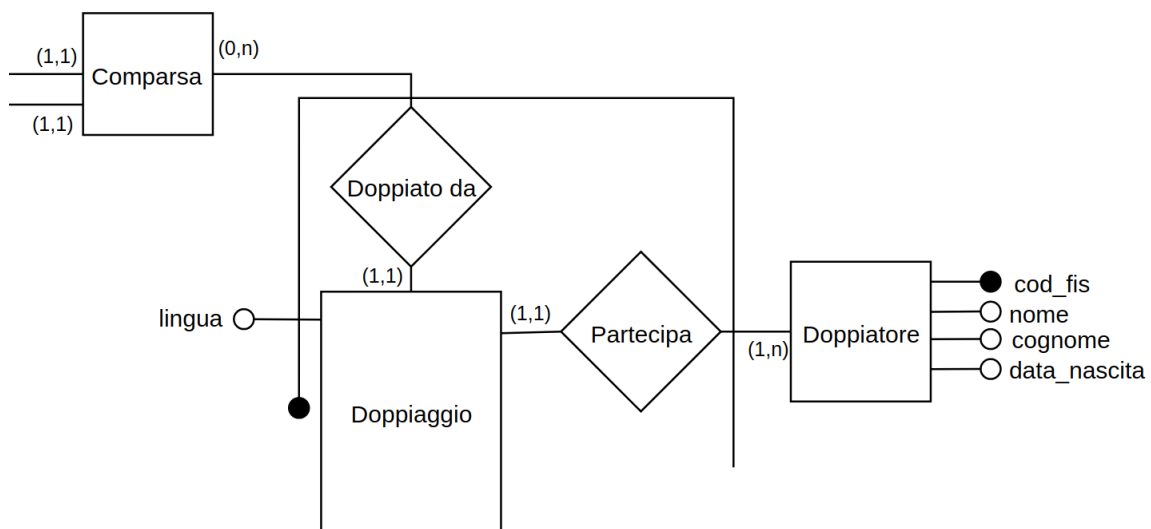 (1,1)
(0,n)
Comparsa
(1,1)
Doppiato da
(1,1)
lingua
(1,1)
Partecipa
(1,n)
Doppiatore
cod_fis
nome
cognome
data_nascita
Doppiaggio